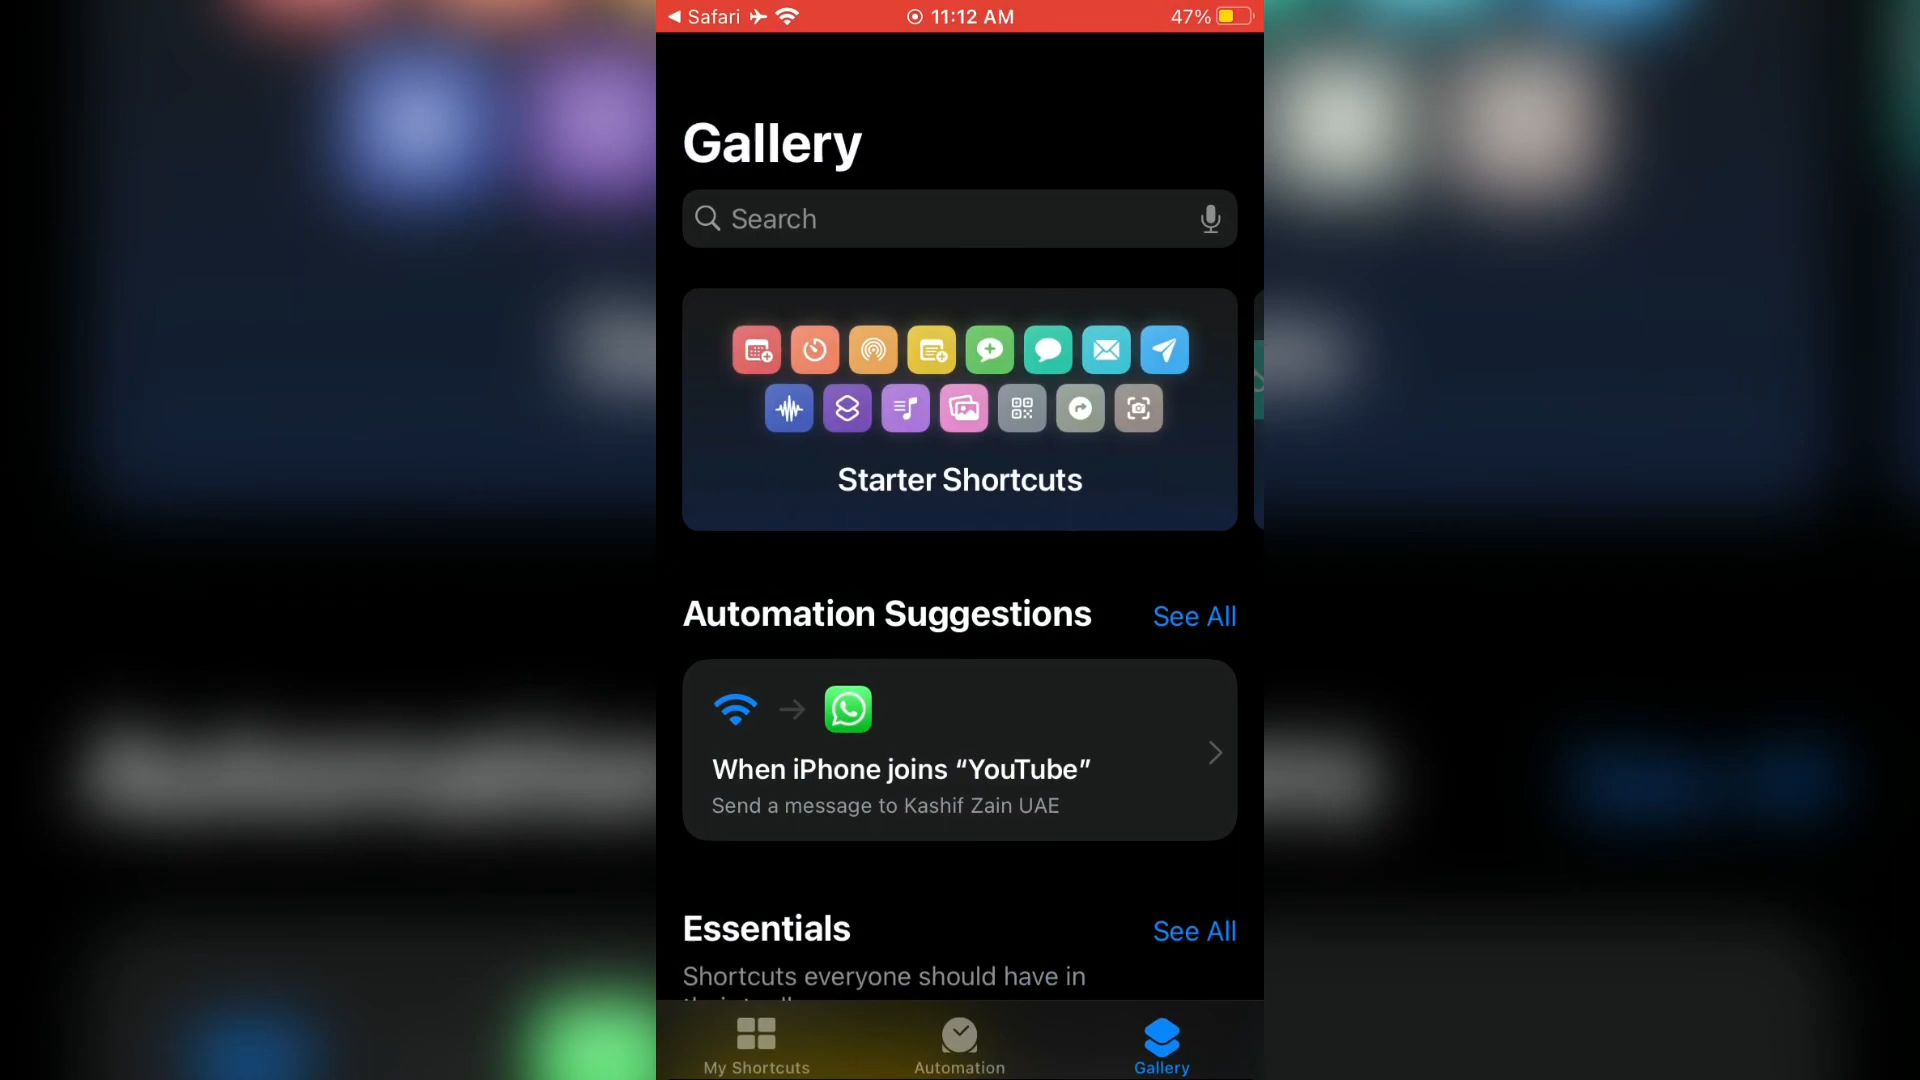 Safari 11:12 AM 47%
Gallery
Search
Starter Shortcuts
Automation Suggestions See All
When iPhone joins “YouTube”
Send a message to Kashif Zain UAE
Essentials See All
Shortcuts everyone should have in
My Shortcuts Automation Gallery